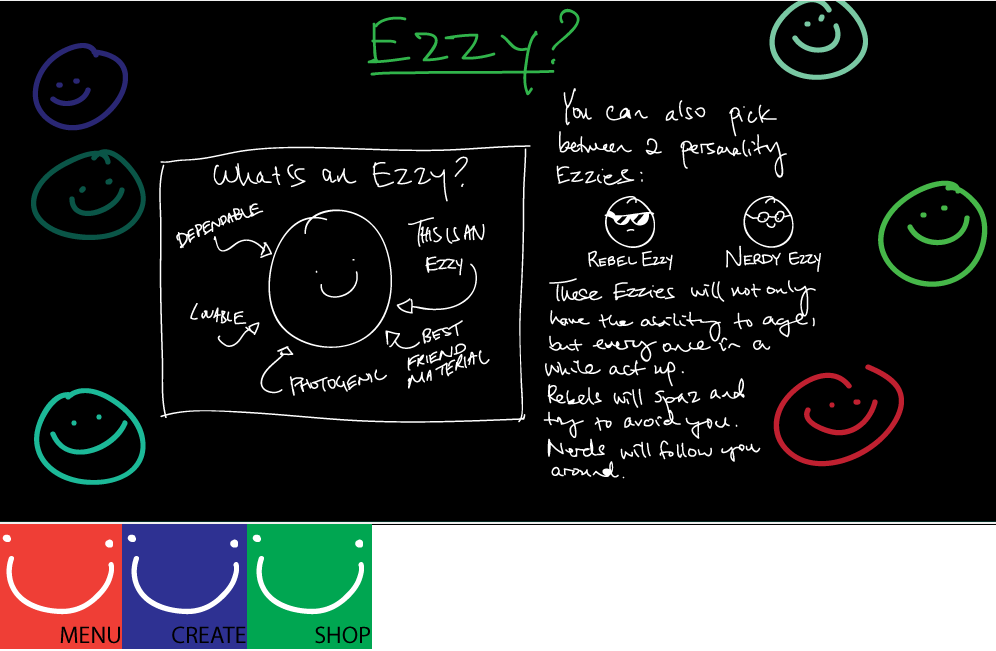 Ezzy?
What's an Ezzy?
DEPENDABLE
THIS IS AN
EZZY
LOVABLE
BEST
FRIEND
MATERIAL
PHOTOGENIC
You can also pick
between 2 personality
Ezzies:
REBEL EZZY
NERDY EZZY
These Ezzies will not only
have the ability to age,
but every once in a
while act up.
Rebels will spaz and
try to avoid you.
Nerds will follow you
around.
MENU
CREATE
SHOP